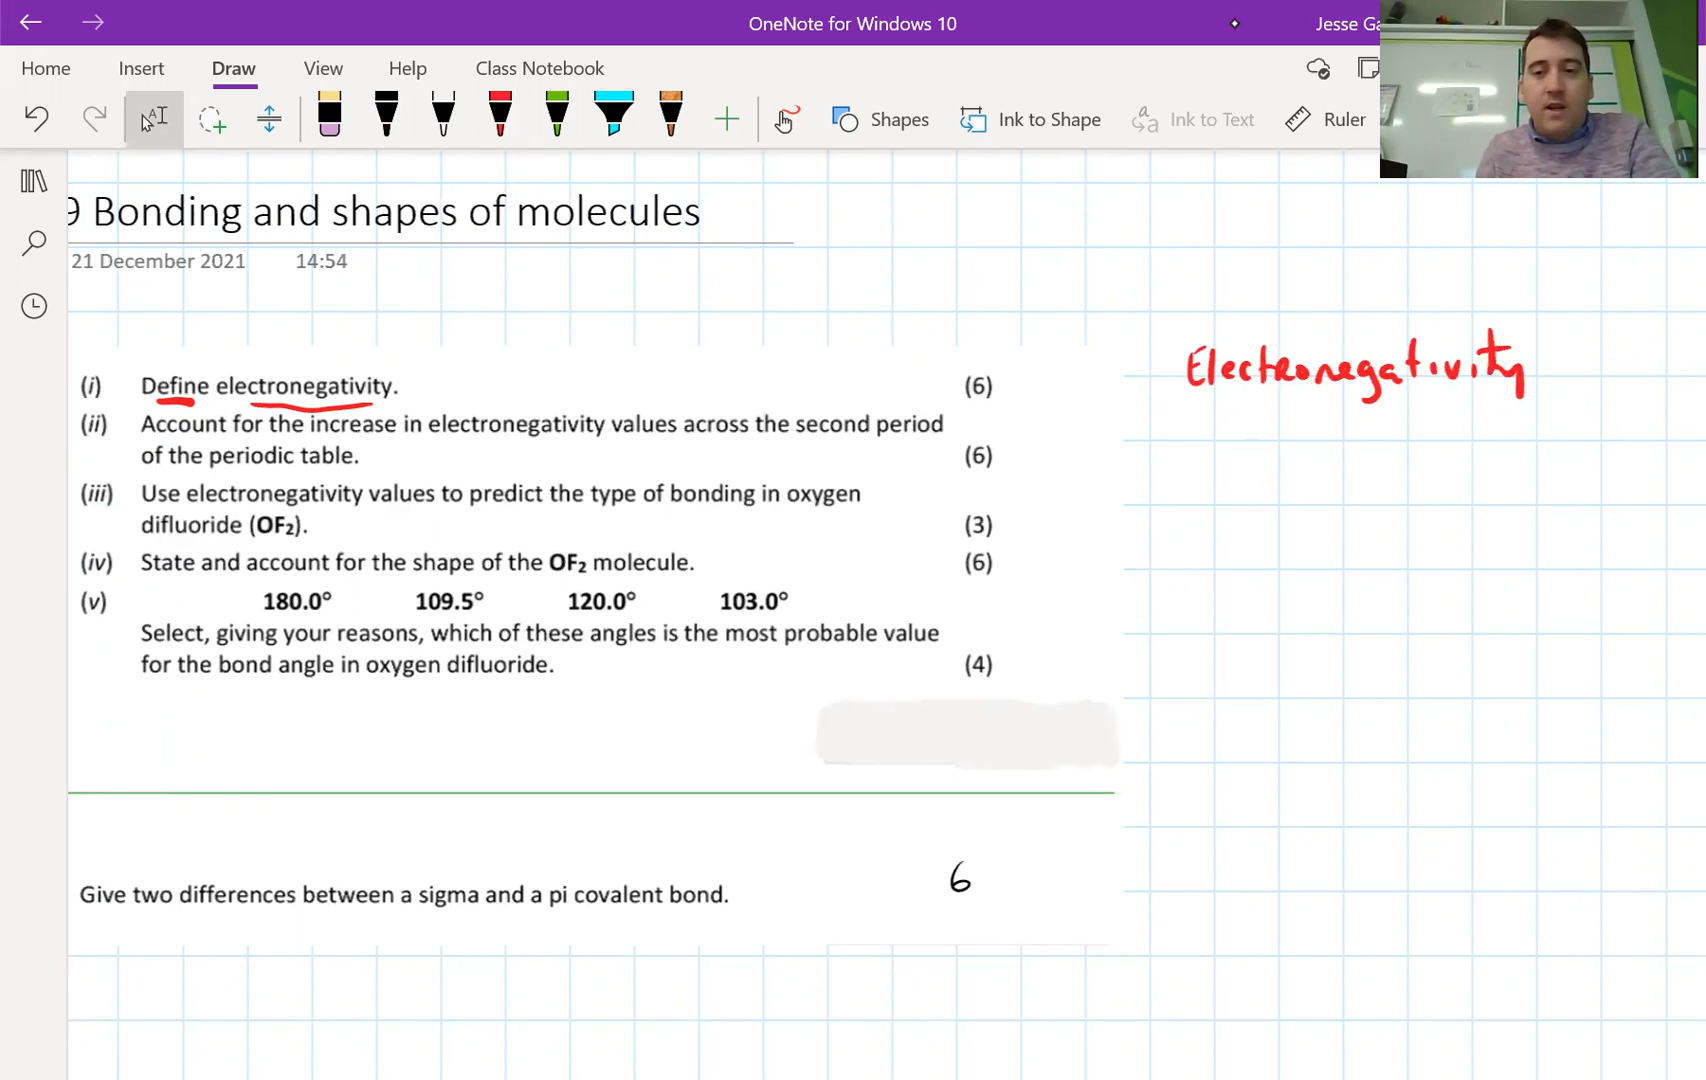 OneNote for Windows 10
Jesse Ga
Home Insert Draw View Help Class Notebook
Shapes Ink to Shape Ink to Text Ruler
9 Bonding and shapes of molecules
21 December 2021 14:54
Electronegativity
(i) Define electronegativity. (6)
(ii) Account for the increase in electronegativity values across the second period
of the periodic table. (6)
(iii) Use electronegativity values to predict the type of bonding in oxygen
difluoride (OF₂). (3)
(iv) State and account for the shape of the OF₂ molecule. (6)
(v) 180.0° 109.5° 120.0° 103.0°
Select, giving your reasons, which of these angles is the most probable value
for the bond angle in oxygen difluoride. (4)
6
Give two differences between a sigma and a pi covalent bond.